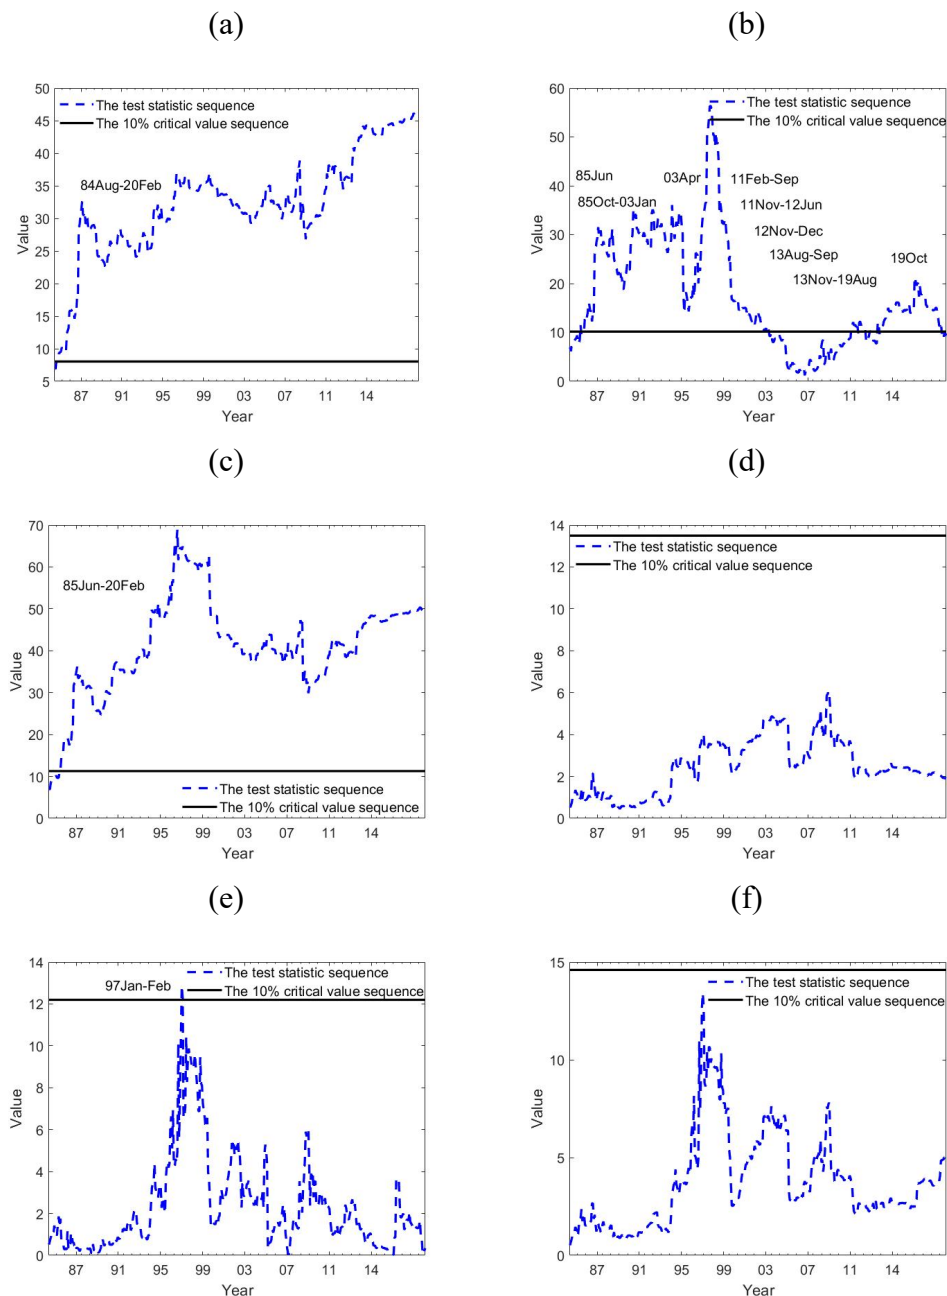 (a)
50
45
40
35
30
25
20
15
10
5
Value
The test statistic sequence
The 10% critical value sequence
84Aug-20Feb
87 91 95 99 03 07 11 14
Year
(b)
60
50
40
30
20
10
0
Value
The test statistic sequence
The 10% critical value sequence
85Jun
03Apr
11Feb-Sep
85Oct-03Jan
11Nov-12Jun
12Nov-Dec
13Aug-Sep
19Oct
13Nov-19Aug
87 91 95 99 03 07 11 14
Year
(c)
70
60
50
40
30
20
10
0
Value
85Jun-20Feb
The test statistic sequence
The 10% critical value sequence
87 91 95 99 03 07 11 14
Year
(d)
14
12
10
8
6
4
2
0
Value
The test statistic sequence
The 10% critical value sequence
87 91 95 99 03 07 11 14
Year
(e)
14
12
10
8
6
4
2
0
Value
The test statistic sequence
97Jan-Feb
The 10% critical value sequence
87 91 95 99 03 07 11 14
Year
(f)
15
10
5
0
Value
The test statistic sequence
The 10% critical value sequence
87 91 95 99 03 07 11 14
Year